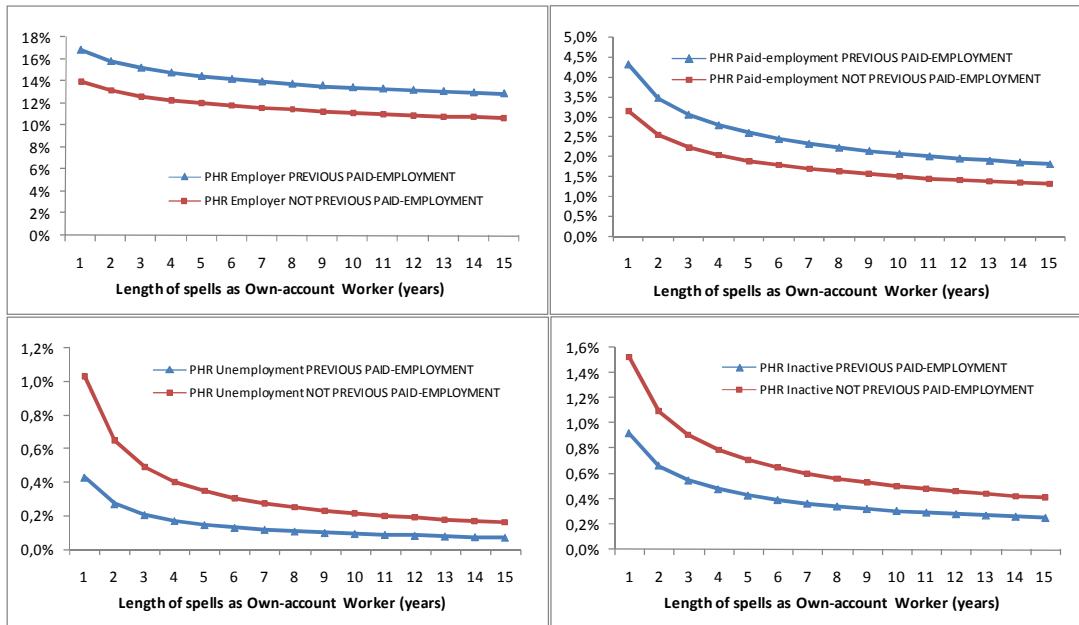 18%
16%
14%
12%
10%
8%
6%
4%
2%
0%
PHR Employer PREVIOUS PAID-EMPLOYMENT
PHR Employer NOT PREVIOUS PAID-EMPLOYMENT
1 2 3 4 5 6 7 8 9 10 11 12 13 14 15
Length of spells as Own-account Worker (years)
5,0%
4,5%
4,0%
3,5%
3,0%
2,5%
2,0%
1,5%
1,0%
0,5%
0,0%
PHR Paid-employment PREVIOUS PAID-EMPLOYMENT
PHR Paid-employment NOT PREVIOUS PAID-EMPLOYMENT
1 2 3 4 5 6 7 8 9 10 11 12 13 14 15
Length of spells as Own-account Worker (years)
1,2%
1,0%
0,8%
0,6%
0,4%
0,2%
0,0%
PHR Unemployment PREVIOUS PAID-EMPLOYMENT
PHR Unemployment NOT PREVIOUS PAID-EMPLOYMENT
1 2 3 4 5 6 7 8 9 10 11 12 13 14 15
Length of spells as Own-account Worker (years)
1,6%
1,4%
1,2%
1,0%
0,8%
0,6%
0,4%
0,2%
0,0%
PHR Inactive PREVIOUS PAID-EMPLOYMENT
PHR Inactive NOT PREVIOUS PAID-EMPLOYMENT
1 2 3 4 5 6 7 8 9 10 11 12 13 14 15
Length of spells as Own-account Worker (years)